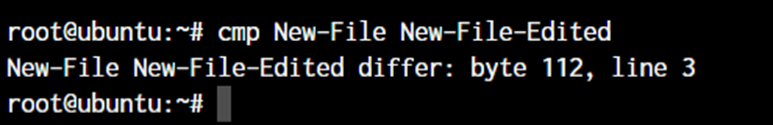 root@ubuntu:~# cmp New-File New-File-Edited
New-File New-File-Edited differ: byte 112, line 3
root@ubuntu:~#